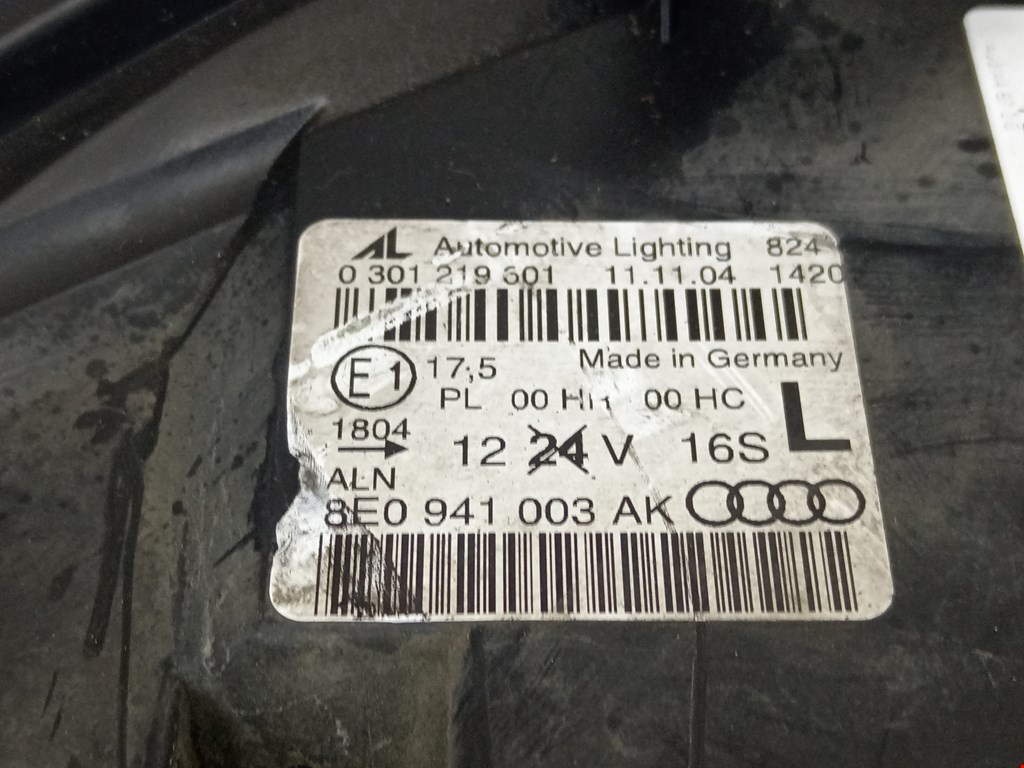 AL Automotive Lighting 824
0 301 219 601 11.11.04 1420
E1 17,5 Made in Germany
PL 00 HR 00 HC
1804 L
12 24 V 16S
ALN
8E0 941 003 AK